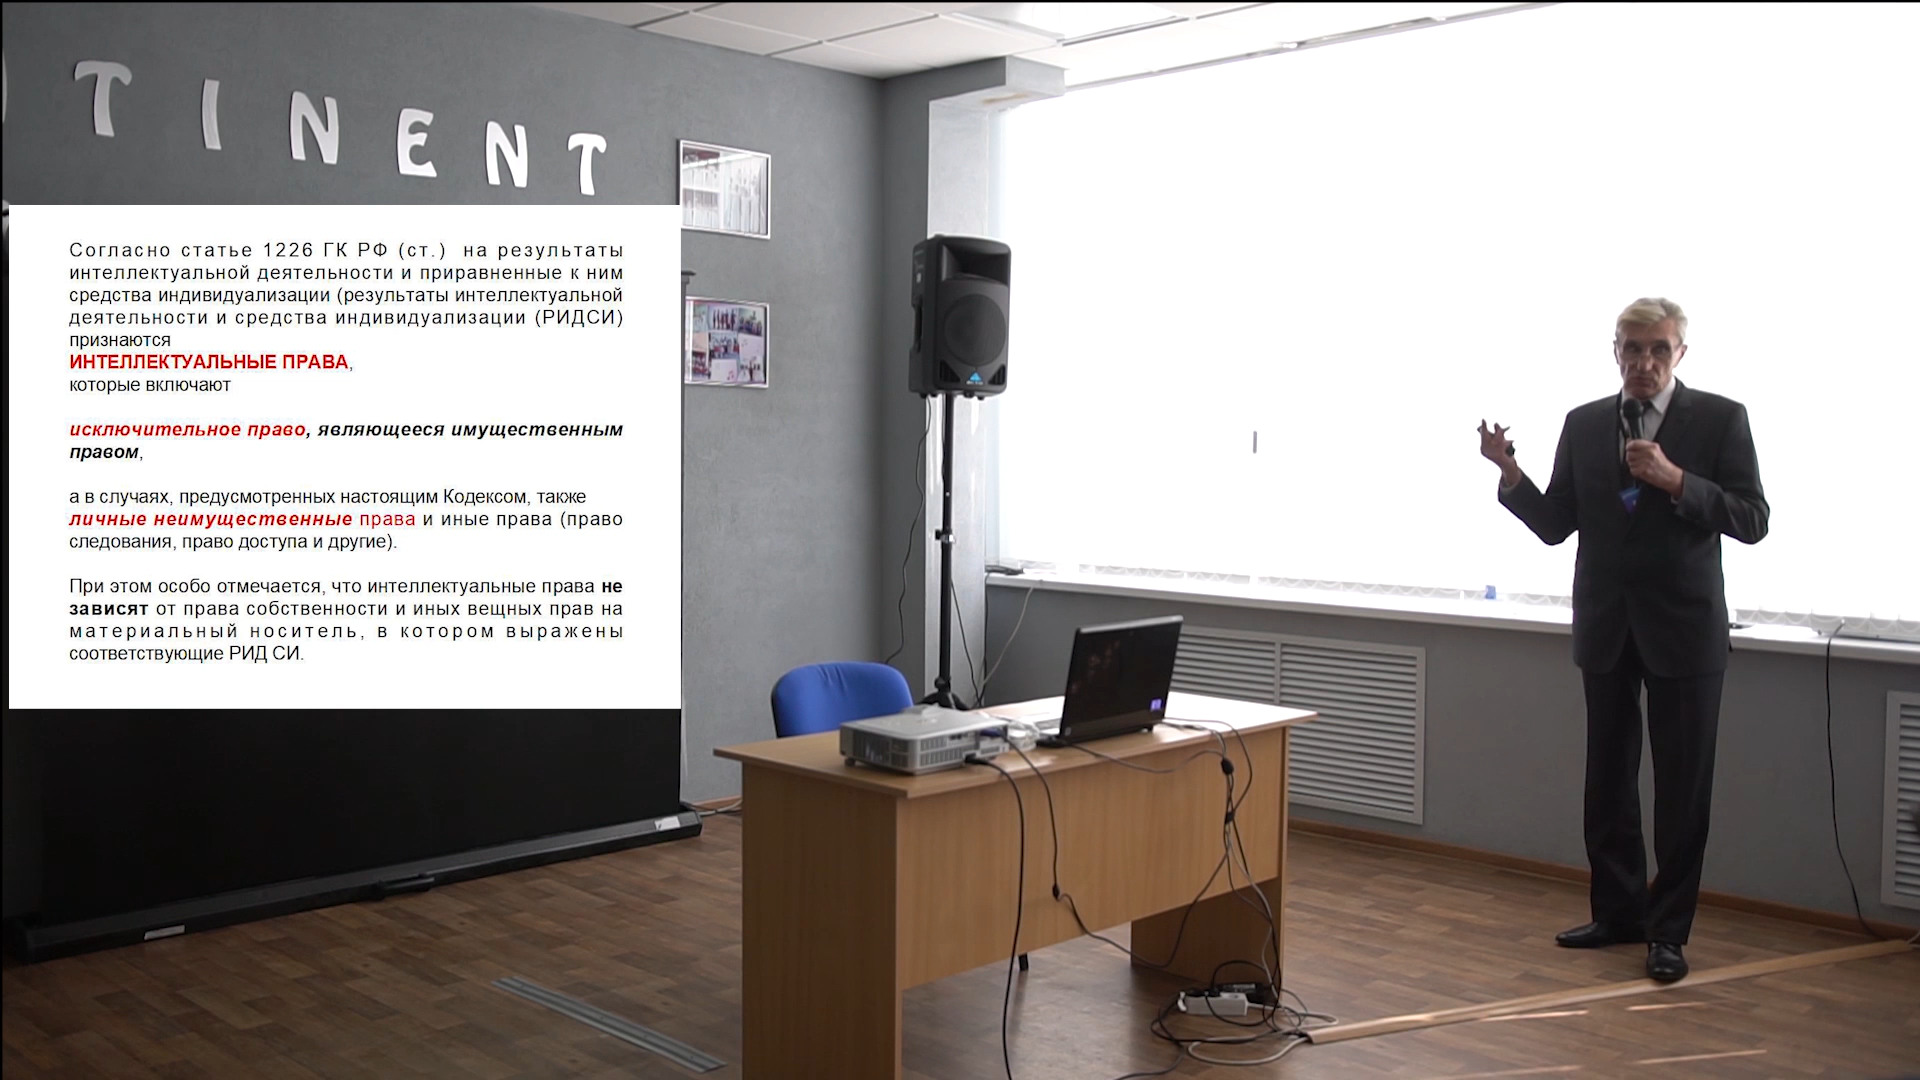 TINENT
Согласно статье 1226 ГК РФ (ст.) на результаты
интеллектуальной деятельности и приравненные к ним
средства индивидуализации (результаты интеллектуальной
деятельности и средства индивидуализации (РИДСИ)
признаются
ИНТЕЛЛЕКТУАЛЬНЫЕ ПРАВА,
которые включают
исключительное право, являющееся имущественным
правом,
а в случаях, предусмотренных настоящим Кодексом, также
личные неимущественные права и иные права (право
следования, право доступа и другие).
При этом особо отмечается, что интеллектуальные права не
зависят от права собственности и иных вещных прав на
материальный носитель, в котором выражены
соответствующие РИД СИ.